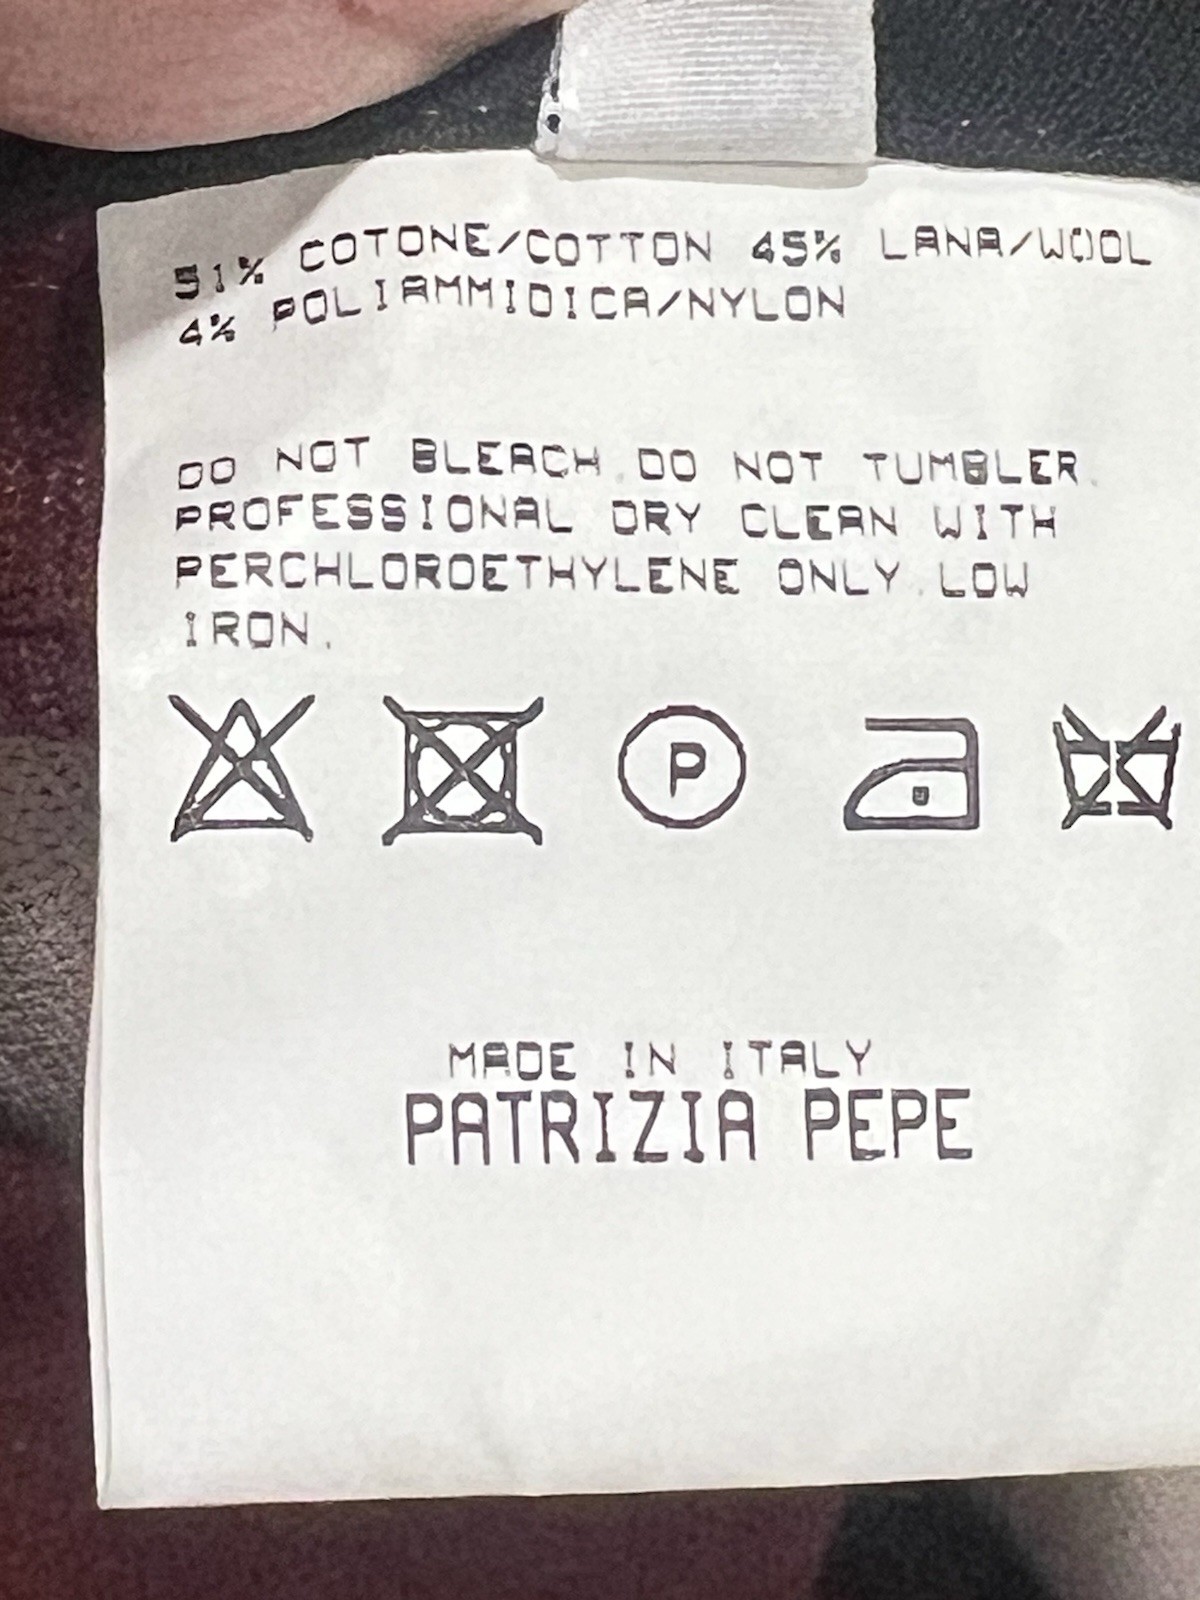 51% COTONE/COTTON 45% LANA/WOOL
4% POLIAMMIDICA/NYLON
DO NOT BLEACH.DO NOT TUMBLER.
PROFESSIONAL DRY CLEAN WITH
PERCHLOROETHYLENE ONLY.LOW
IRON.
P
MADE IN ITALY
PATRIZIA PEPE